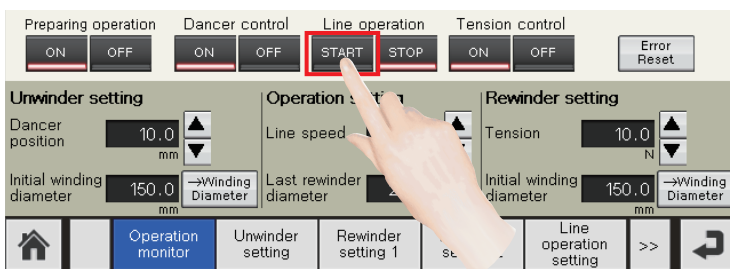 Preparing operation Dancer control Line operation Tension control
ON OFF ON OFF START STOP ON OFF Error
Reset
Unwinder setting Operation setting Rewinder setting
Dancer
position 10.0 mm
Line speed
Tension 10.0 N
Initial winding
diameter 150.0 mm
→Winding
Diameter
Last rewinder
diameter
Initial winding
diameter 150.0 mm
→Winding
Diameter
Operation
monitor
Unwinder
setting
Rewinder
setting 1
Line
operation
setting
>>